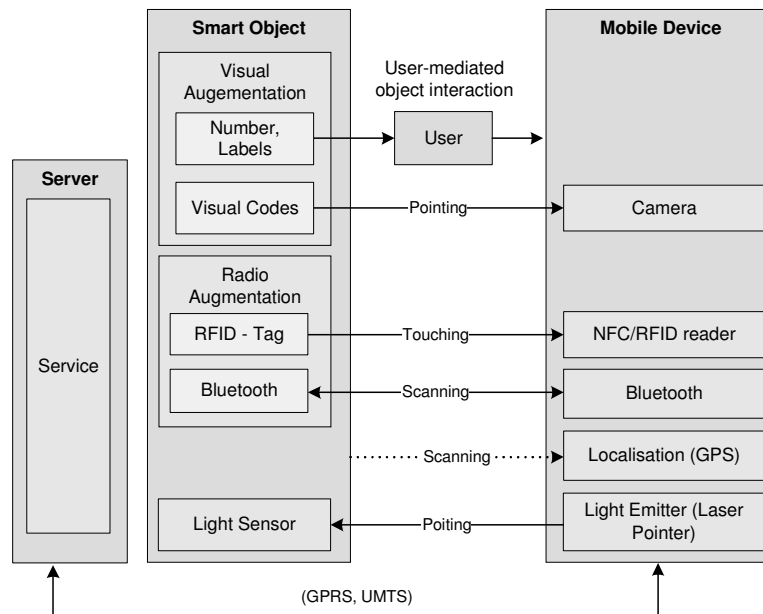 Smart Object
Mobile Device
Visual
Augementation
User-mediated
object interaction
Number,
Labels
User
Server
Visual Codes
Pointing
Camera
Radio
Augmentation
RFID - Tag
Touching
NFC/RFID reader
Service
Bluetooth
Scanning
Bluetooth
Scanning
Localisation (GPS)
Light Sensor
Poiting
Light Emitter (Laser
Pointer)
(GPRS, UMTS)